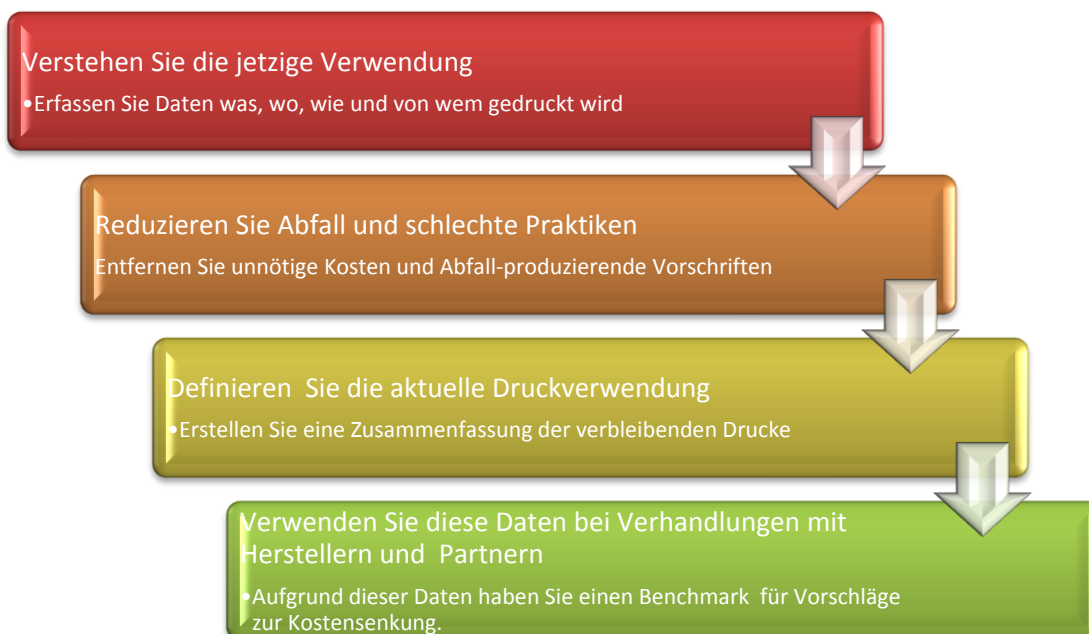 Verstehen Sie die jetzige Verwendung
•Erfassen Sie Daten was, wo, wie und von wem gedruckt wird
Reduzieren Sie Abfall und schlechte Praktiken
Entfernen Sie unnötige Kosten und Abfall-produzierende Vorschriften
Definieren  Sie die aktuelle Druckverwendung
•Erstellen Sie eine Zusammenfassung der verbleibenden Drucke
Verwenden Sie diese Daten bei Verhandlungen mit
Herstellern und  Partnern
•Aufgrund dieser Daten haben Sie einen Benchmark  für Vorschläge
zur Kostensenkung.